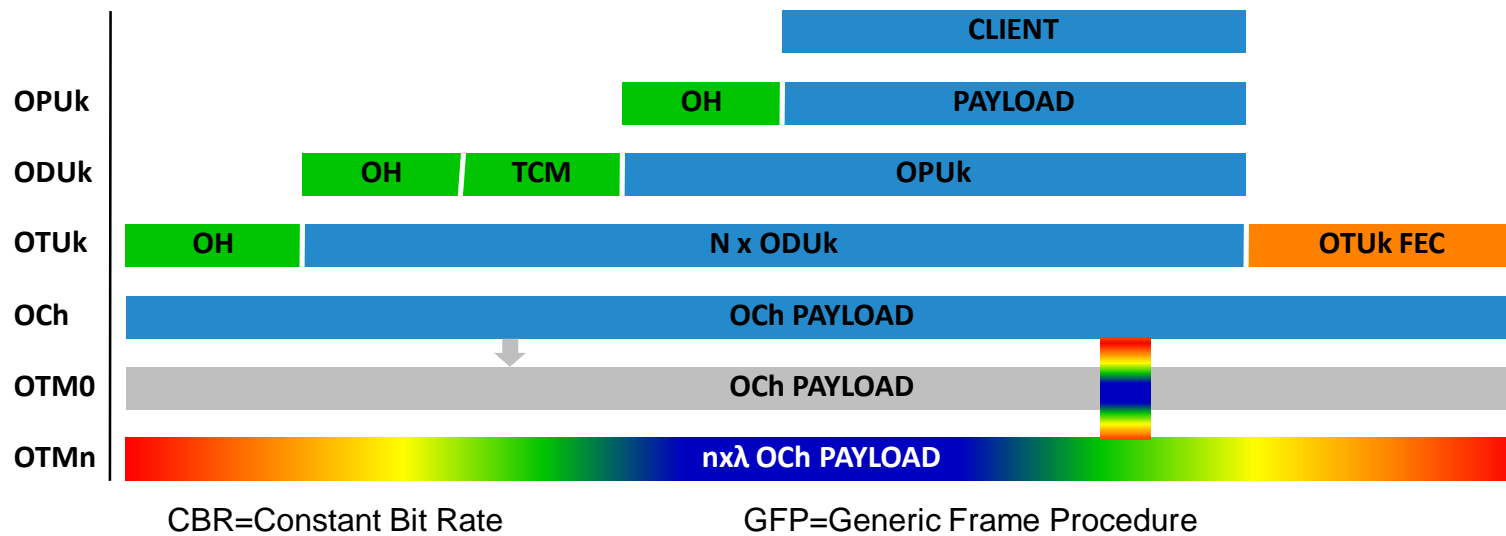 CLIENT
OPUk OH PAYLOAD
ODUk OH TCM OPUk
OTUk OH N x ODUk OTUk FEC
OCh OCh PAYLOAD
OTM0 OCh PAYLOAD
OTMn nxλ OCh PAYLOAD
CBR=Constant Bit Rate GFP=Generic Frame Procedure